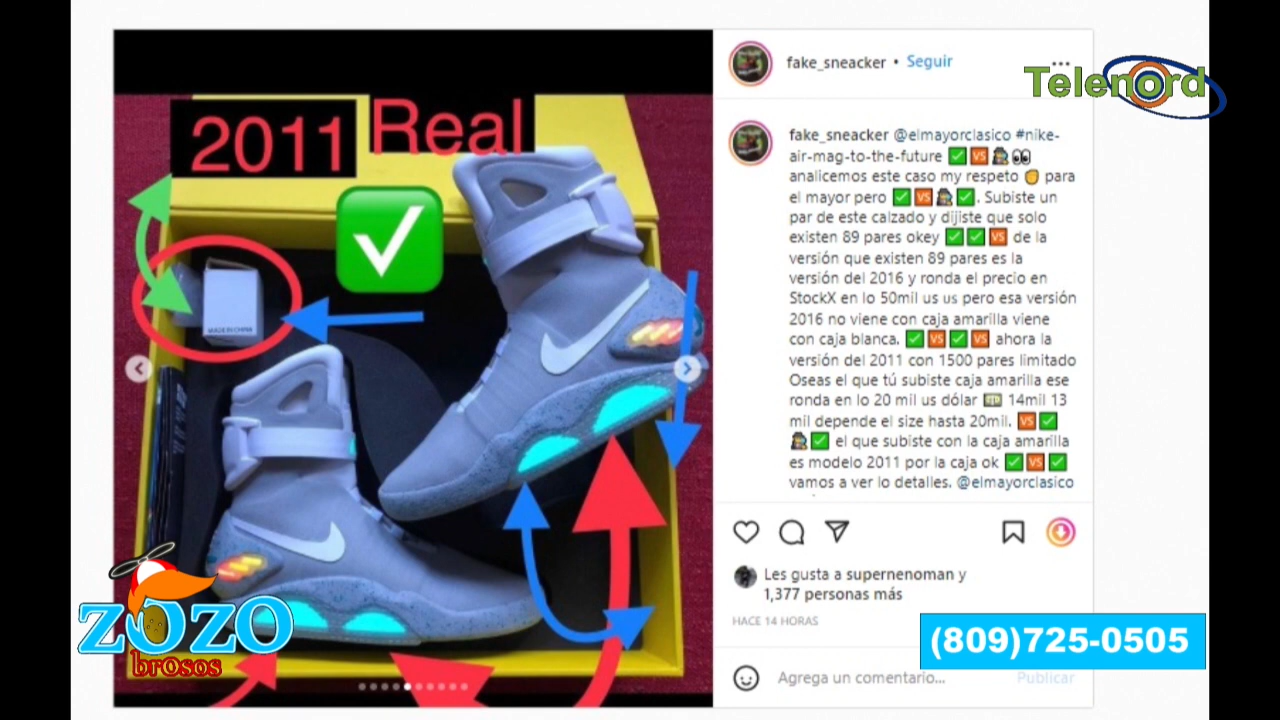 2011 Real
MADE IN CHINA
fake_sneacker • Seguir
Telenord
fake_sneacker @elmayorclasico #nike-
air-mag-to-the-future ✅🆚🕵👀
analicemos este caso my respeto ✊ para
el mayor pero ✅🆚🕵✅. Subiste un
par de este calzado y dijiste que solo
existen 89 pares okey ✅✅🆚 de la
versión que existen 89 pares es la
versión del 2016 y ronda el precio en
StockX en lo 50mil us us pero esa versión
2016 no viene con caja amarilla viene
con caja blanca. ✅🆚✅🆚 ahora la
versión del 2011 con 1500 pares limitado
Oseas el que tú subiste caja amarilla ese
ronda en lo 20 mil us dólar 💵 14mil 13
mil depende el size hasta 20mil. 🆚✅
🕵✅ el que subiste con la caja amarilla
es modelo 2011 por la caja ok ✅🆚✅
vamos a ver lo detalles. @elmayorclasico
Les gusta a supernenoman y
1,377 personas más
HACE 14 HORAS
Agrega un comentario... Publicar
ZOZO
brosos
(809)725-0505